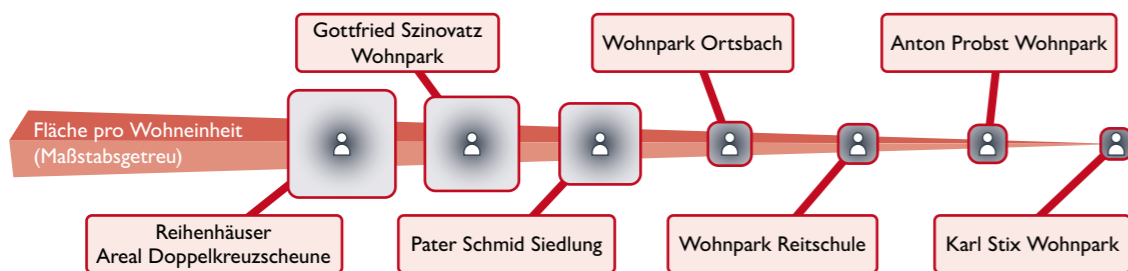 Gottfried Szinovatz
Wohnpark
Wohnpark Ortsbach
Anton Probst Wohnpark
Fläche pro Wohneinheit
(Maßstabsgetreu)
Reihenhäuser
Areal Doppelkreuzscheune
Pater Schmid Siedlung
Wohnpark Reitschule
Karl Stix Wohnpark